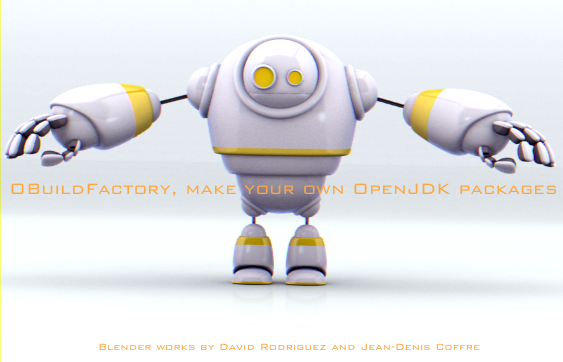 OBuildFactory, make your own OpenJDK packages
Blender works by David Rodriguez and Jean-Denis Coffre